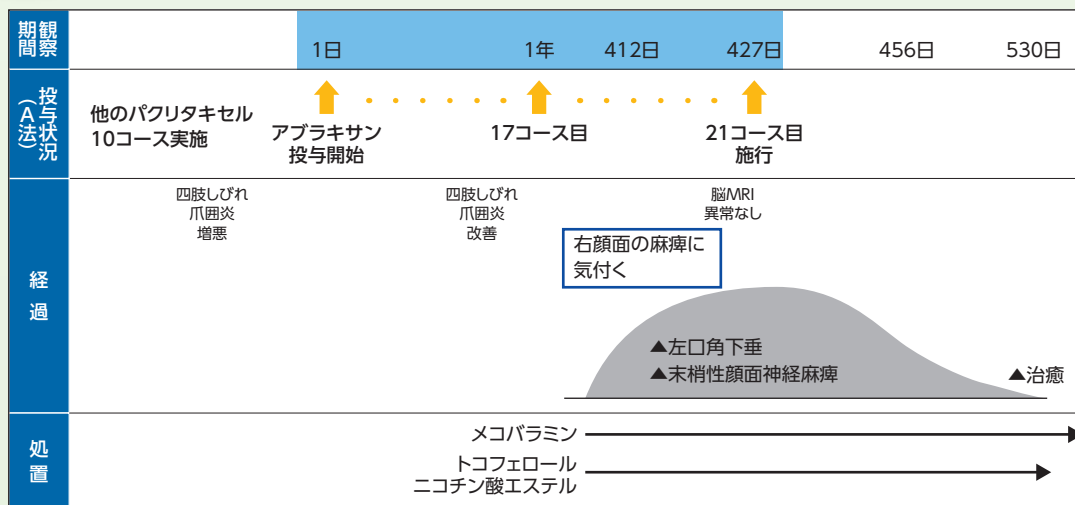 観察期間
1日
1年
412日
427日
456日
530日
投与状況(A法)
他のパクリタキセル
10コース実施
アブラキサン
投与開始
17コース目
21コース目
施行
経過
四肢しびれ
爪囲炎
増悪
四肢しびれ
爪囲炎
改善
脳MRI
異常なし
右顔面の麻痺に
気付く
▲左口角下垂
▲末梢性顔面神経麻痺
▲治癒
処置
メコバラミン
トコフェロール
ニコチン酸エステル